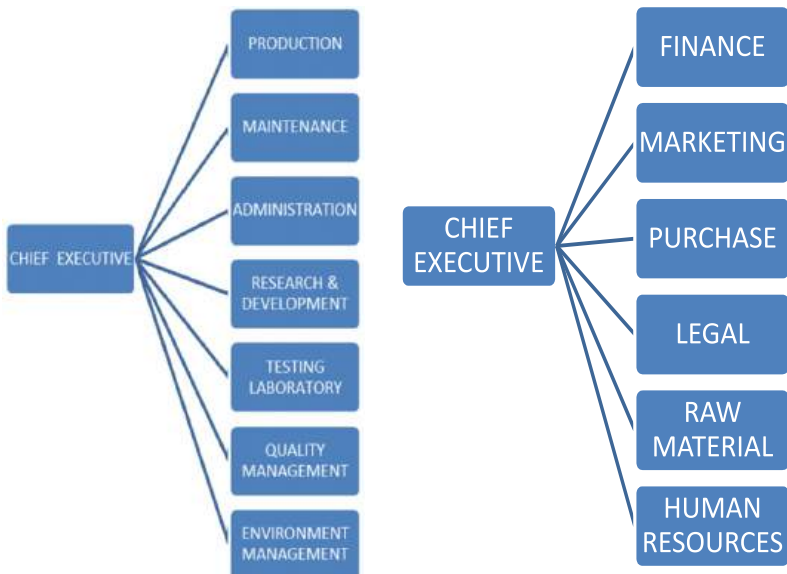 CHIEF EXECUTIVE
PRODUCTION
MAINTENANCE
ADMINISTRATION
RESEARCH &
DEVELOPMENT
TESTING
LABORATORY
QUALITY
MANAGEMENT
ENVIRONMENT
MANAGEMENT
CHIEF
EXECUTIVE
FINANCE
MARKETING
PURCHASE
LEGAL
RAW
MATERIAL
HUMAN
RESOURCES